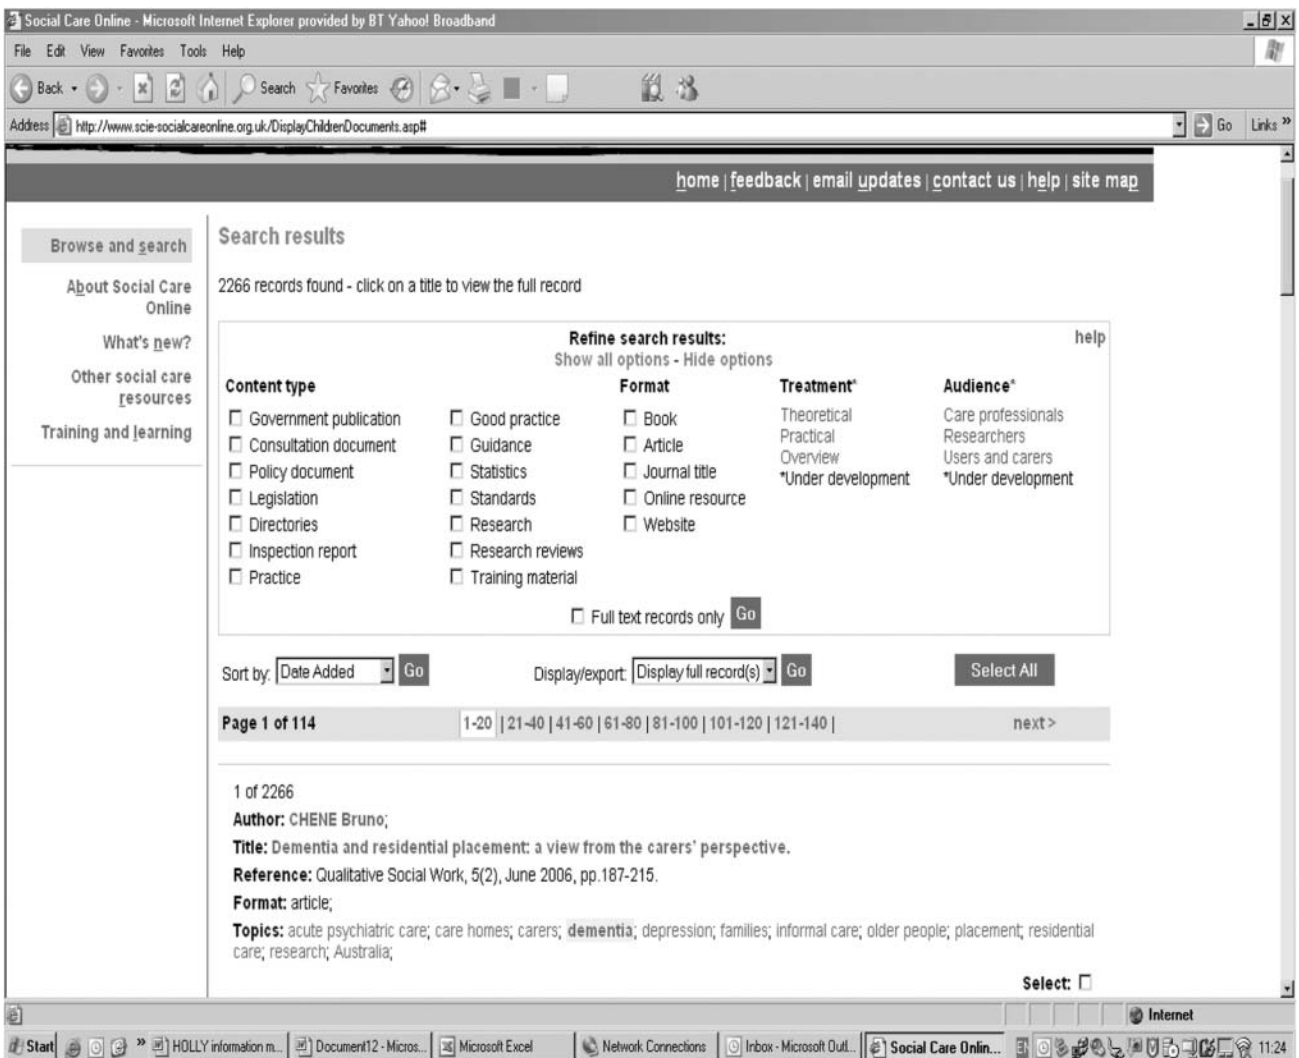 Social Care Online - Microsoft Internet Explorer provided by BT Yahoo! Broadband
File Edit View Favorites Tools Help
Back Search Favorites
Address http://www.scie-socialcareonline.org.uk/DisplayChildrenDocuments.asp# Go Links »
home | feedback | email updates | contact us | help | site map
Browse and search
About Social Care
Online
What's new?
Other social care
resources
Training and learning
Search results
2266 records found - click on a title to view the full record
Refine search results: help
Show all options - Hide options
Content type Format Treatment* Audience*
Government publication Good practice Book Theoretical Care professionals
Consultation document Guidance Article Practical Researchers
Policy document Statistics Journal title Overview Users and carers
Legislation Standards Online resource *Under development *Under development
Directories Research Website
Inspection report Research reviews
Practice Training material
Full text records only Go
Sort by: Date Added Go Display/export: Display full record(s) Go Select All
Page 1 of 114 1-20 | 21-40 | 41-60 | 61-80 | 81-100 | 101-120 | 121-140 | next >
1 of 2266
Author: CHENE Bruno;
Title: Dementia and residential placement: a view from the carers' perspective.
Reference: Qualitative Social Work, 5(2), June 2006, pp.187-215.
Format: article;
Topics: acute psychiatric care; care homes; carers; dementia; depression; families; informal care; older people; placement; residential
care; research; Australia;
Select:
Internet
Start » HOLLY information m... Document12 - Micros... Microsoft Excel Network Connections Inbox - Microsoft Outl... Social Care Onlin... 11:24